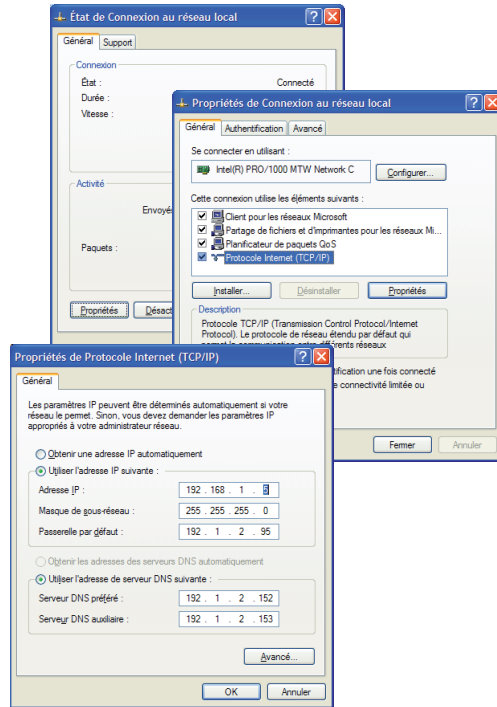 État de Connexion au réseau local
Général Support
Connexion
État : Connecté
Durée :
Vitesse :
Activité
Envoyés
Paquets :
Propriétés Désact
Propriétés de Connexion au réseau local
Général Authentification Avancé
Se connecter en utilisant :
Intel(R) PRO/1000 MTW Network C Configurer...
Cette connexion utilise les éléments suivants :
Client pour les réseaux Microsoft
Partage de fichiers et d'imprimantes pour les réseaux Mi...
Planificateur de paquets QoS
Protocole Internet (TCP/IP)
Installer... Désinstaller Propriétés
Description
Protocole TCP/IP (Transmission Control Protocol/Internet
Protocol). Le protocole de réseau étendu par défaut qui
permet la communication entre différents réseaux
tification une fois connecté
e connectivité limitée ou
Fermer Annuler
Propriétés de Protocole Internet (TCP/IP)
Général
Les paramètres IP peuvent être déterminés automatiquement si votre
réseau le permet. Sinon, vous devez demander les paramètres IP
appropriés à votre administrateur réseau.
Obtenir une adresse IP automatiquement
Utiliser l'adresse IP suivante :
Adresse IP : 192 . 168 . 1 .
Masque de sous-réseau : 255 . 255 . 255 . 0
Passerelle par défaut : 192 . 1 . 2 . 95
Obtenir les adresses des serveurs DNS automatiquement
Utiliser l'adresse de serveur DNS suivante :
Serveur DNS préféré : 192 . 1 . 2 . 152
Serveur DNS auxiliaire : 192 . 1 . 2 . 153
Avancé...
OK Annuler